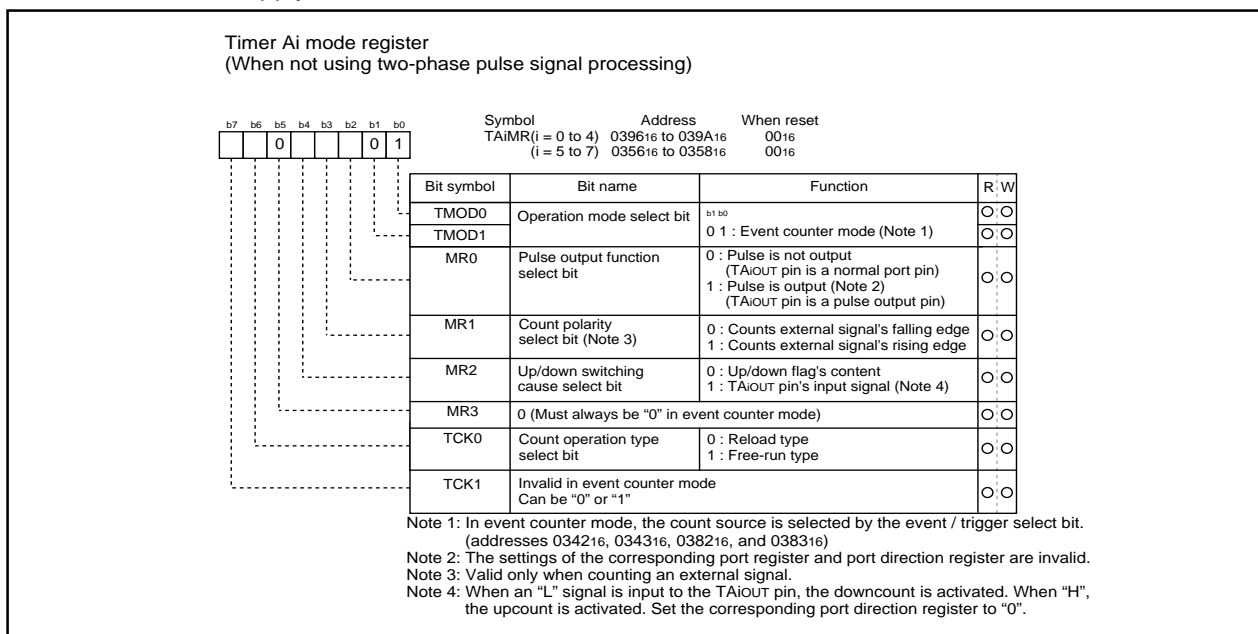 Timer Ai mode register
(When not using two-phase pulse signal processing)
b7 b6 b5 b4 b3 b2 b1 b0
0 0 1
Symbol Address When reset
TAiMR(i = 0 to 4) 039616 to 039A16 0016
(i = 5 to 7) 035616 to 035816 0016
Bit symbol Bit name Function R W
TMOD0 Operation mode select bit b1 b0
TMOD1 0 1 : Event counter mode (Note 1)
MR0 Pulse output function 0 : Pulse is not output
select bit (TAiOUT pin is a normal port pin)
1 : Pulse is output (Note 2)
(TAiOUT pin is a pulse output pin)
MR1 Count polarity 0 : Counts external signal's falling edge
select bit (Note 3) 1 : Counts external signal's rising edge
MR2 Up/down switching 0 : Up/down flag's content
cause select bit 1 : TAiOUT pin's input signal (Note 4)
MR3 0 (Must always be “0” in event counter mode)
TCK0 Count operation type 0 : Reload type
select bit 1 : Free-run type
TCK1 Invalid in event counter mode
Can be “0” or “1”
Note 1: In event counter mode, the count source is selected by the event / trigger select bit.
(addresses 034216, 034316, 038216, and 038316)
Note 2: The settings of the corresponding port register and port direction register are invalid.
Note 3: Valid only when counting an external signal.
Note 4: When an “L” signal is input to the TAiOUT pin, the downcount is activated. When “H”,
the upcount is activated. Set the corresponding port direction register to “0”.